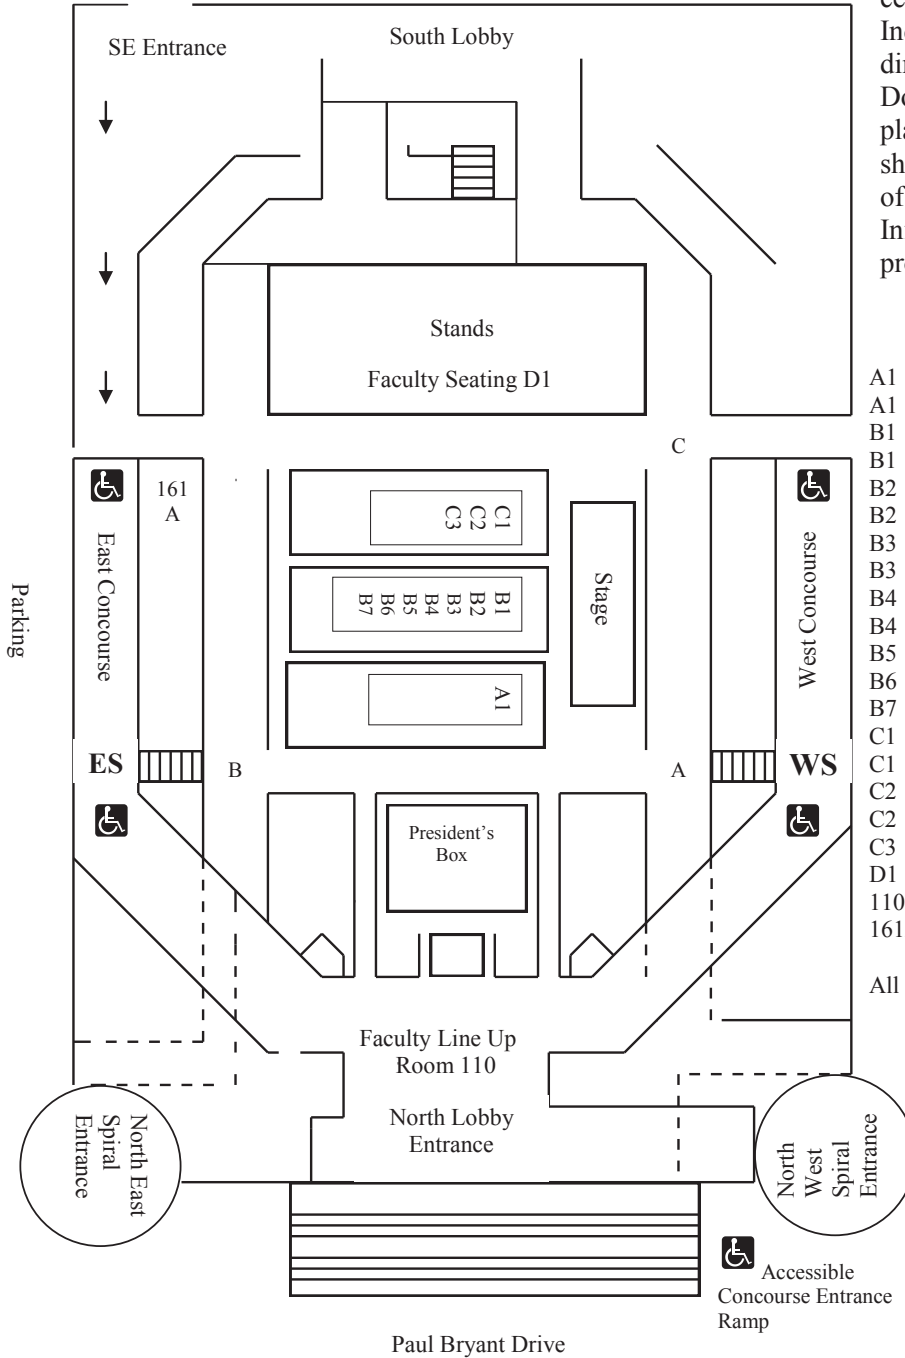 SE Entrance
South Lobby
Stands
Faculty Seating D1
C
161
A
East Concourse
Parking
C1
C2
C3
B1
B2
B3
B4
B5
B6
B7
A1
Stage
West Concourse
ES
B
A
WS
President's
Box
Faculty Line Up
Room 110
North Lobby
Entrance
North East
Spiral
Entrance
North
West
Spiral
Entrance
Accessible
Concourse Entrance
Ramp
Paul Bryant Drive
A1
A1
B1
B1
B2
B2
B3
B3
B4
B4
B5
B6
B7
C1
C1
C2
C2
C3
D1
110
161
All